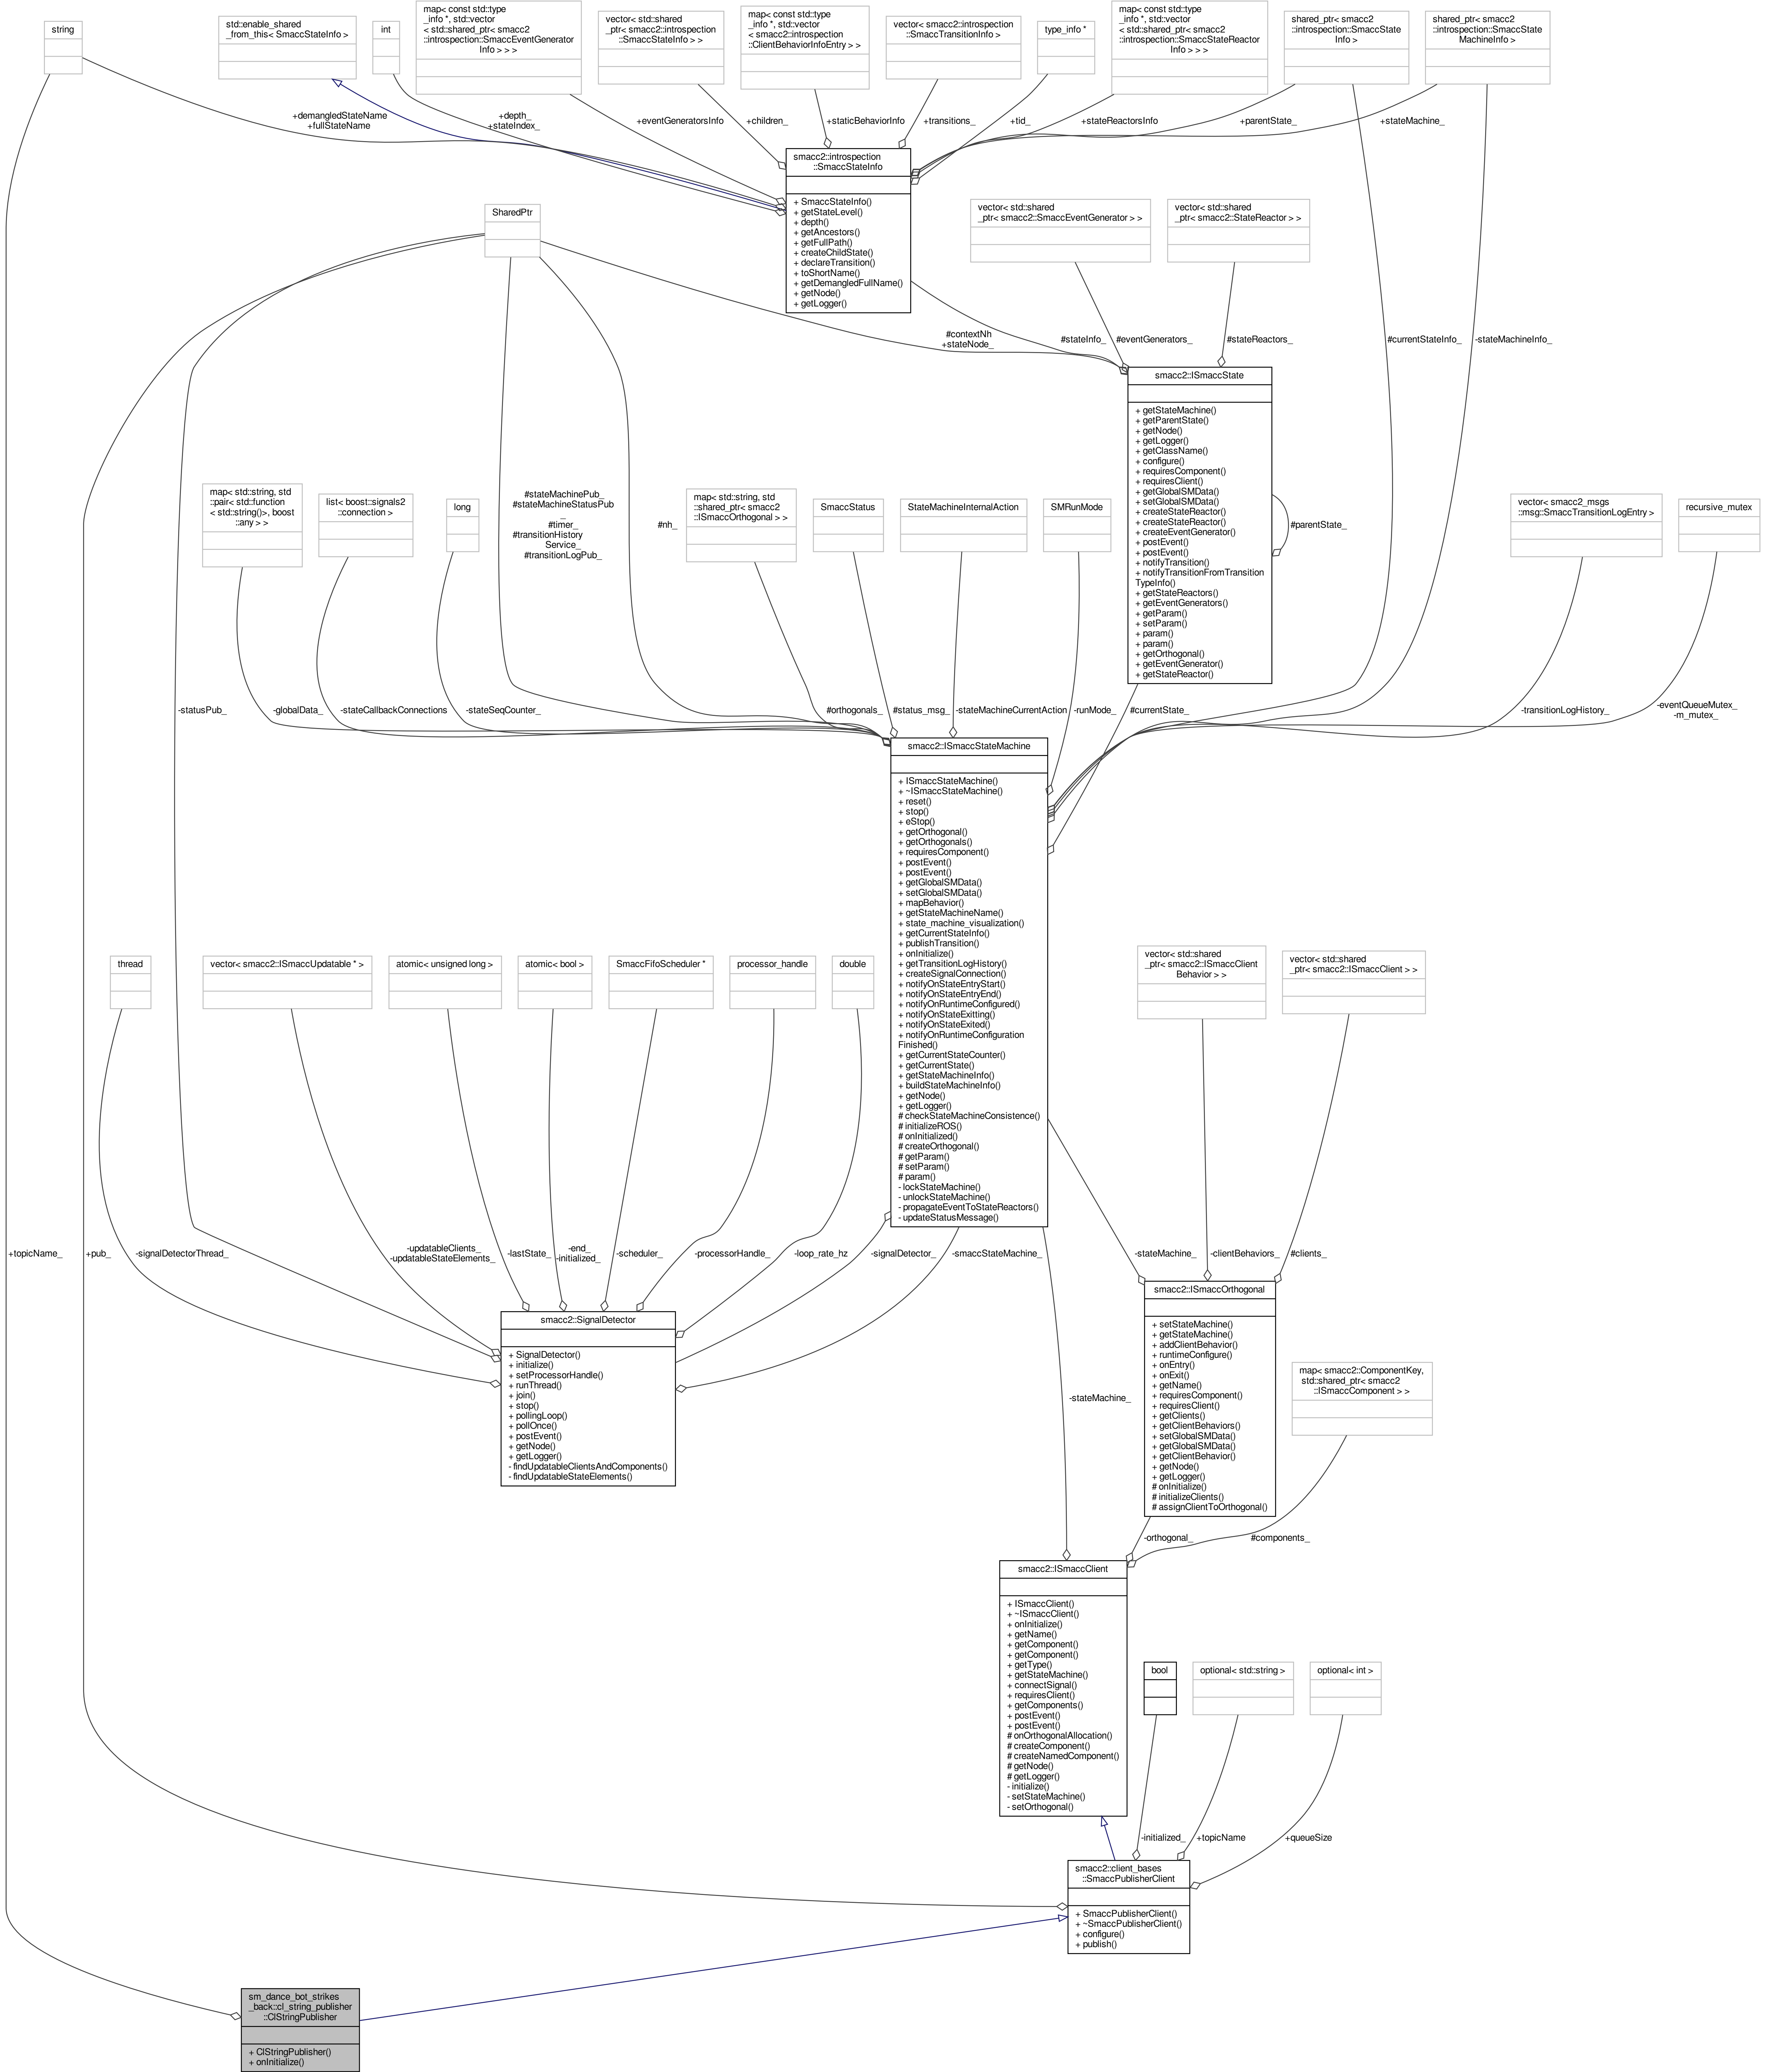 string
std::enable_shared
_from_this< SmaccStateInfo >
int
map< const std::type
_info *, std::vector
< std::shared_ptr< smacc2
::introspection::SmaccEventGenerator
Info > > >
vector< std::shared
_ptr< smacc2::introspection
::SmaccStateInfo > >
map< const std::type
_info *, std::vector
< smacc2::introspection
::ClientBehaviorInfoEntry > >
vector< smacc2::introspection
::SmaccTransitionInfo >
type_info *
map< const std::type
_info *, std::vector
< std::shared_ptr< smacc2
::introspection::SmaccStateReactor
Info > > >
shared_ptr< smacc2
::introspection::SmaccState
Info >
shared_ptr< smacc2
::introspection::SmaccState
MachineInfo >
+demangledStateName
+fullStateName
+depth_
+stateIndex_
+eventGeneratorsInfo
+children_
+staticBehaviorInfo
+transitions_
+tid_
+stateReactorsInfo
+parentState_
+stateMachine_
smacc2::introspection
::SmaccStateInfo
+ SmaccStateInfo()
+ getStateLevel()
+ depth()
+ getAncestors()
+ getFullPath()
+ createChildState()
+ declareTransition()
+ toShortName()
+ getDemangledFullName()
+ getNode()
+ getLogger()
SharedPtr
vector< std::shared
_ptr< smacc2::SmaccEventGenerator > >
vector< std::shared
_ptr< smacc2::StateReactor > >
#contextNh
+stateNode_
#stateInfo_
#eventGenerators_
#stateReactors_
#currentStateInfo_
-stateMachineInfo_
smacc2::ISmaccState
+ getStateMachine()
+ getParentState()
+ getNode()
+ getLogger()
+ getClassName()
+ configure()
+ requiresComponent()
+ requiresClient()
+ getGlobalSMData()
+ setGlobalSMData()
+ createStateReactor()
+ createStateReactor()
+ createEventGenerator()
+ postEvent()
+ postEvent()
+ notifyTransition()
+ notifyTransitionFromTransition
TypeInfo()
+ getStateReactors()
+ getEventGenerators()
+ getParam()
+ setParam()
+ param()
+ param()
+ getOrthogonal()
+ getEventGenerator()
+ getStateReactor()
#parentState_
map< std::string, std
::pair< std::function
< std::string()>, boost
::any > >
list< boost::signals2
::connection >
long
#stateMachinePub_
#stateMachineStatusPub
_
#timer_
#transitionHistory
Service_
#transitionLogPub_
#nh_
map< std::string, std
::shared_ptr< smacc2
::ISmaccOrthogonal > >
SmaccStatus
StateMachineInternalAction
SMRunMode
vector< smacc2_msgs
::msg::SmaccTransitionLogEntry >
recursive_mutex
-statusPub_
-globalData_
-stateCallbackConnections
-stateSeqCounter_
#orthogonals_
#status_msg_
-stateMachineCurrentAction
-runMode_
#currentState_
-transitionLogHistory_
-eventQueueMutex_
-m_mutex_
smacc2::ISmaccStateMachine
+ ISmaccStateMachine()
+ ~ISmaccStateMachine()
+ reset()
+ stop()
+ eStop()
+ getOrthogonal()
+ getOrthogonals()
+ requiresComponent()
+ postEvent()
+ postEvent()
+ getGlobalSMData()
+ setGlobalSMData()
+ mapBehavior()
+ getStateMachineName()
+ state_machine_visualization()
+ getCurrentStateInfo()
+ publishTransition()
+ onInitialize()
+ getTransitionLogHistory()
+ createSignalConnection()
+ notifyOnStateEntryStart()
+ notifyOnStateEntryEnd()
+ notifyOnRuntimeConfigured()
+ notifyOnStateExitting()
+ notifyOnStateExited()
+ notifyOnRuntimeConfiguration
Finished()
+ getCurrentStateCounter()
+ getCurrentState()
+ getStateMachineInfo()
+ buildStateMachineInfo()
+ getNode()
+ getLogger()
# checkStateMachineConsistence()
# initializeROS()
# onInitialized()
# createOrthogonal()
# getParam()
# setParam()
# param()
- lockStateMachine()
- unlockStateMachine()
- propagateEventToStateReactors()
- updateStatusMessage()
thread
vector< smacc2::ISmaccUpdatable * >
atomic< unsigned long >
atomic< bool >
SmaccFifoScheduler *
processor_handle
double
vector< std::shared
_ptr< smacc2::ISmaccClient
Behavior > >
vector< std::shared
_ptr< smacc2::ISmaccClient > >
+topicName_
+pub_
-signalDetectorThread_
-updatableClients_
-updatableStateElements_
-lastState_
-end_
-initialized_
-scheduler_
-processorHandle_
-loop_rate_hz
-signalDetector_
-smaccStateMachine_
-stateMachine_
-clientBehaviors_
#clients_
smacc2::SignalDetector
+ SignalDetector()
+ initialize()
+ setProcessorHandle()
+ runThread()
+ join()
+ stop()
+ pollingLoop()
+ pollOnce()
+ postEvent()
+ getNode()
+ getLogger()
- findUpdatableClientsAndComponents()
- findUpdatableStateElements()
smacc2::ISmaccOrthogonal
+ setStateMachine()
+ getStateMachine()
+ addClientBehavior()
+ runtimeConfigure()
+ onEntry()
+ onExit()
+ getName()
+ requiresComponent()
+ requiresClient()
+ getClients()
+ getClientBehaviors()
+ setGlobalSMData()
+ getGlobalSMData()
+ getClientBehavior()
+ getNode()
+ getLogger()
# onInitialize()
# initializeClients()
# assignClientToOrthogonal()
map< smacc2::ComponentKey,
std::shared_ptr< smacc2
::ISmaccComponent > >
-stateMachine_
-orthogonal_
#components_
smacc2::ISmaccClient
+ ISmaccClient()
+ ~ISmaccClient()
+ onInitialize()
+ getName()
+ getComponent()
+ getComponent()
+ getType()
+ getStateMachine()
+ connectSignal()
+ requiresClient()
+ getComponents()
+ postEvent()
+ postEvent()
# onOrthogonalAllocation()
# createComponent()
# createNamedComponent()
# getNode()
# getLogger()
- initialize()
- setStateMachine()
- setOrthogonal()
bool
optional< std::string >
optional< int >
-initialized_
+topicName
+queueSize
smacc2::client_bases
::SmaccPublisherClient
+ SmaccPublisherClient()
+ ~SmaccPublisherClient()
+ configure()
+ publish()
sm_dance_bot_strikes
_back::cl_string_publisher
::ClStringPublisher
+ ClStringPublisher()
+ onInitialize()